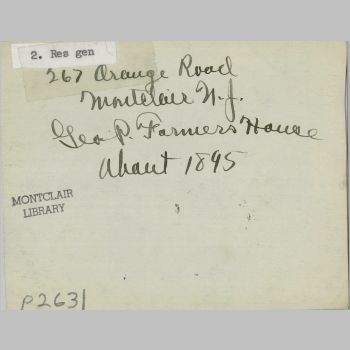 2. Res gen
267 Orange Road
Montclair N.J.
Geo. P. Farmers House
About 1895
MONTCLAIR
LIBRARY
p2631